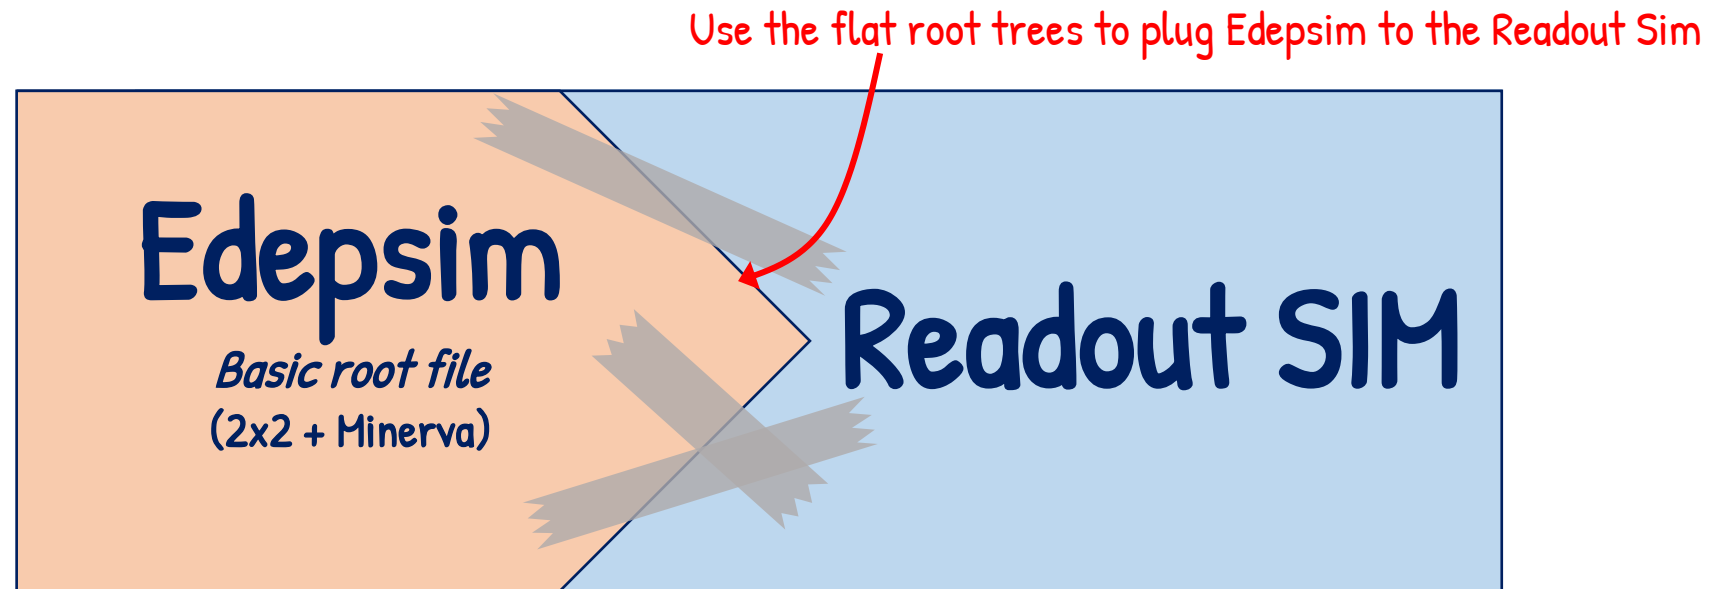 Use the flat root trees to plug Edepsim to the Readout Sim
Edepsim
Basic root file
(2x2 + Minerva)
Readout SIM